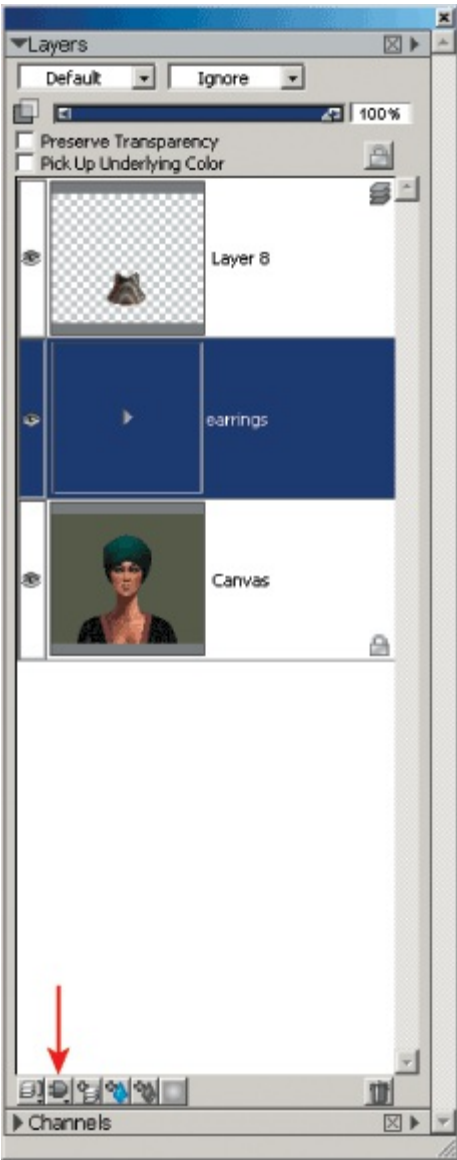 Layers
Default Ignore
100%
Preserve Transparency
Pick Up Underlying Color
Layer 8
earrings
Canvas
Channels